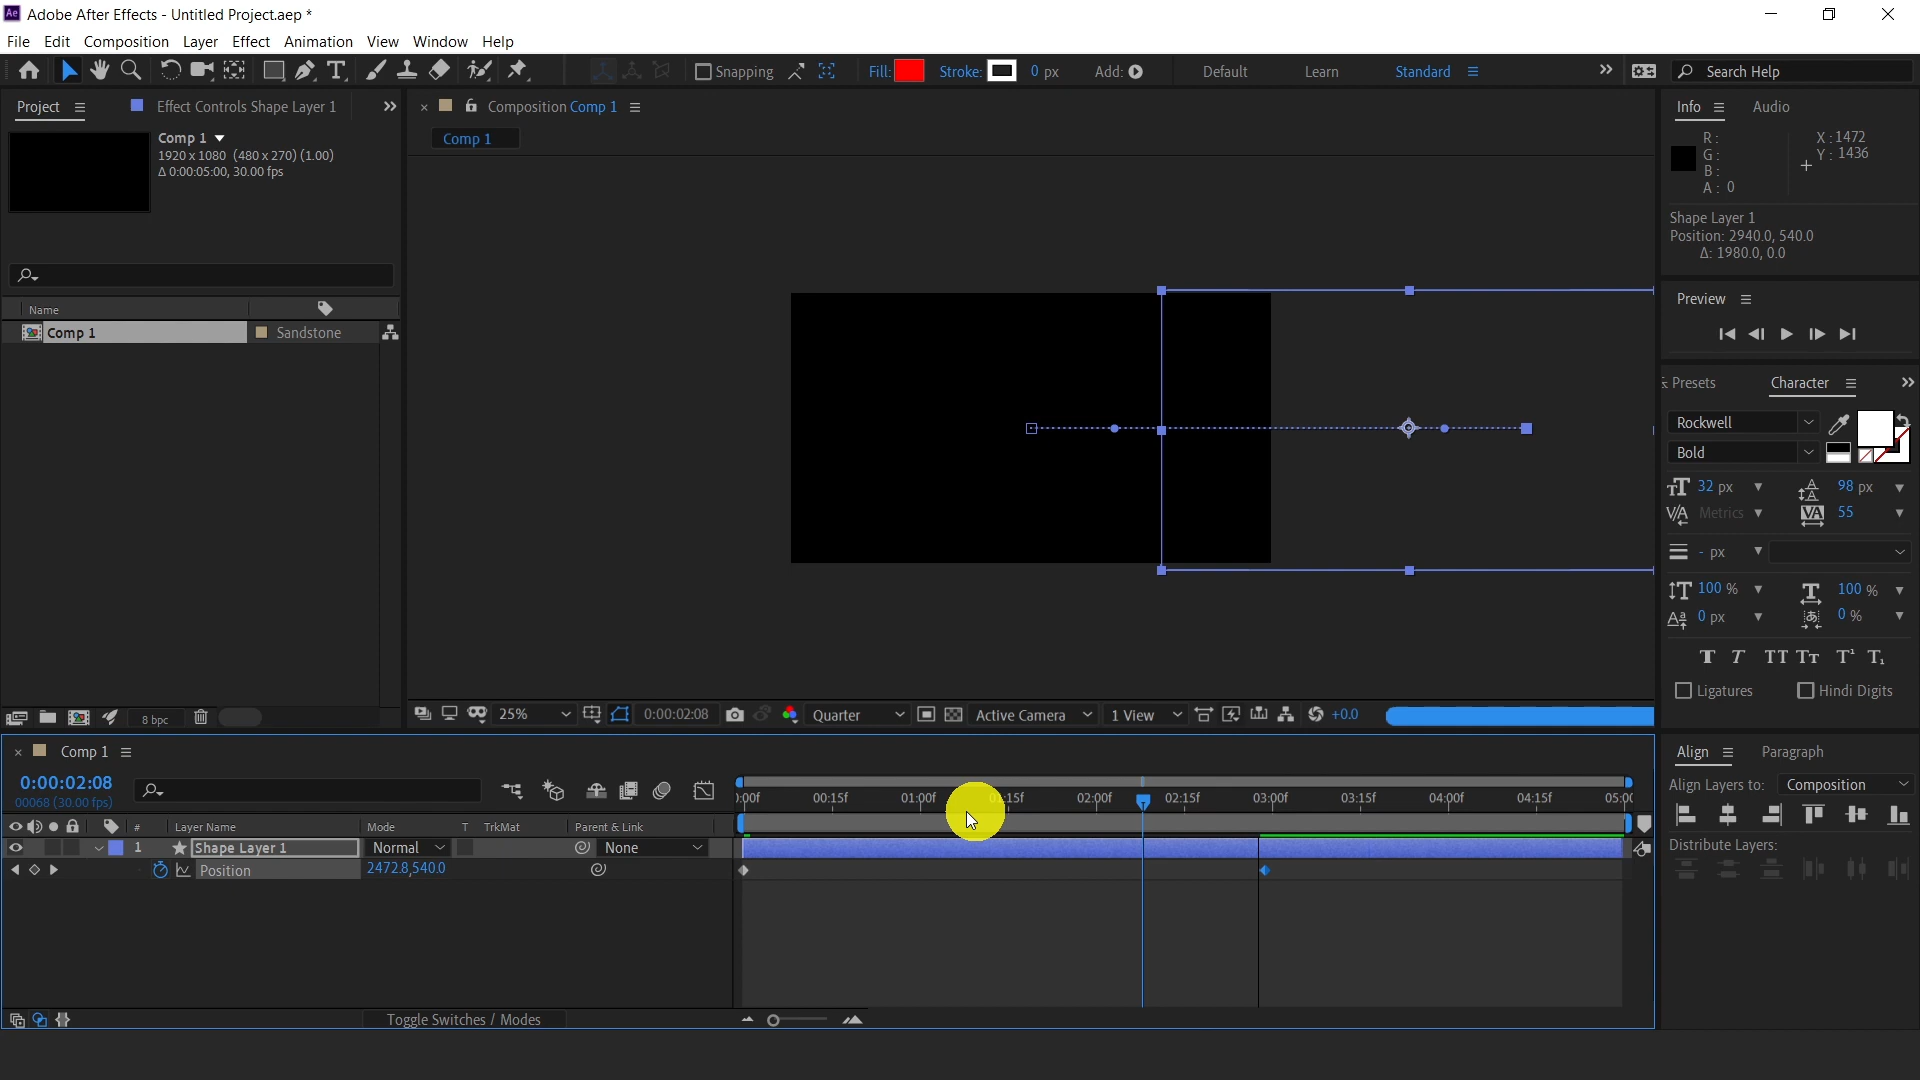 Adobe After Effects - Untitled Project.aep *
File Edit Composition Layer Effect Animation View Window Help
Snapping Fill: Stroke: 0 px Add: Default Learn Standard Search Help
Project Effect Controls Shape Layer 1 Composition Comp 1 Info Audio
Comp 1
1920 x 1080 (480 x 270) (1.00)
Δ 0:00:05:00, 30.00 fps
Comp 1
R:
G:
B:
A: 0
X: 1472
Y: 1436
Shape Layer 1
Position: 2940.0, 540.0
Δ: 1980.0, 0.0
Preview
Name
Comp 1 Sandstone
Presets Character
Rockwell
Bold
32 px 98 px
Metrics 55
- px
100 % 100 %
0 px 0 %
Ligatures Hindi Digits
8 bpc 25% 0:00:02:08 Quarter Active Camera 1 View +0.0
Comp 1
0:00:02:08
00068 (30.00 fps)
:00f 00:15f 01:00f 01:15f 02:00f 02:15f 03:00f 03:15f 04:00f 04:15f 05:00
# Layer Name Mode T TrkMat Parent & Link
1 Shape Layer 1 Normal None
Position 2472.8,540.0
Toggle Switches / Modes
Align Paragraph
Align Layers to: Composition
Distribute Layers: